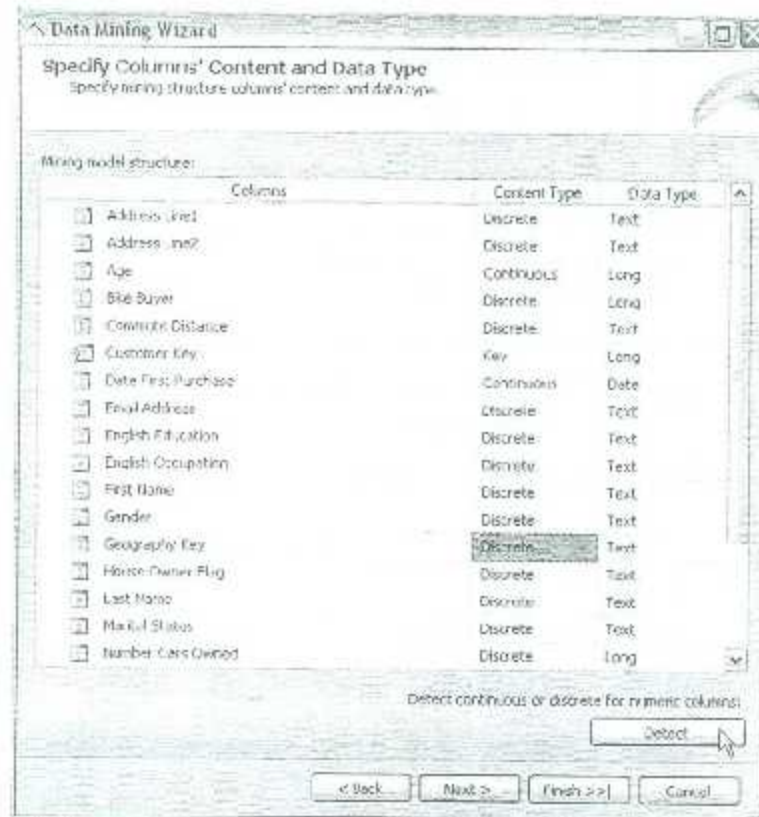 Data Mining Wizard
Specify Columns' Content and Data Type
Specify mining structure columns' content and data type.
Mining model structure:
Columns Content Type Data Type
Address Line1 Discrete Text
Address Line2 Discrete Text
Age Continuous Long
Bike Buyer Discrete Long
Commute Distance Discrete Text
Customer Key Key Long
Date First Purchase Continuous Date
Email Address Discrete Text
English Education Discrete Text
English Occupation Discrete Text
First Name Discrete Text
Gender Discrete Text
Geography Key Discrete Text
House Owner Flag Discrete Text
Last Name Discrete Text
Marital Status Discrete Text
Number Cars Owned Discrete Long
Detect continuous or discrete for numeric columns:
Detect
< Back Next > Finish >>| Cancel